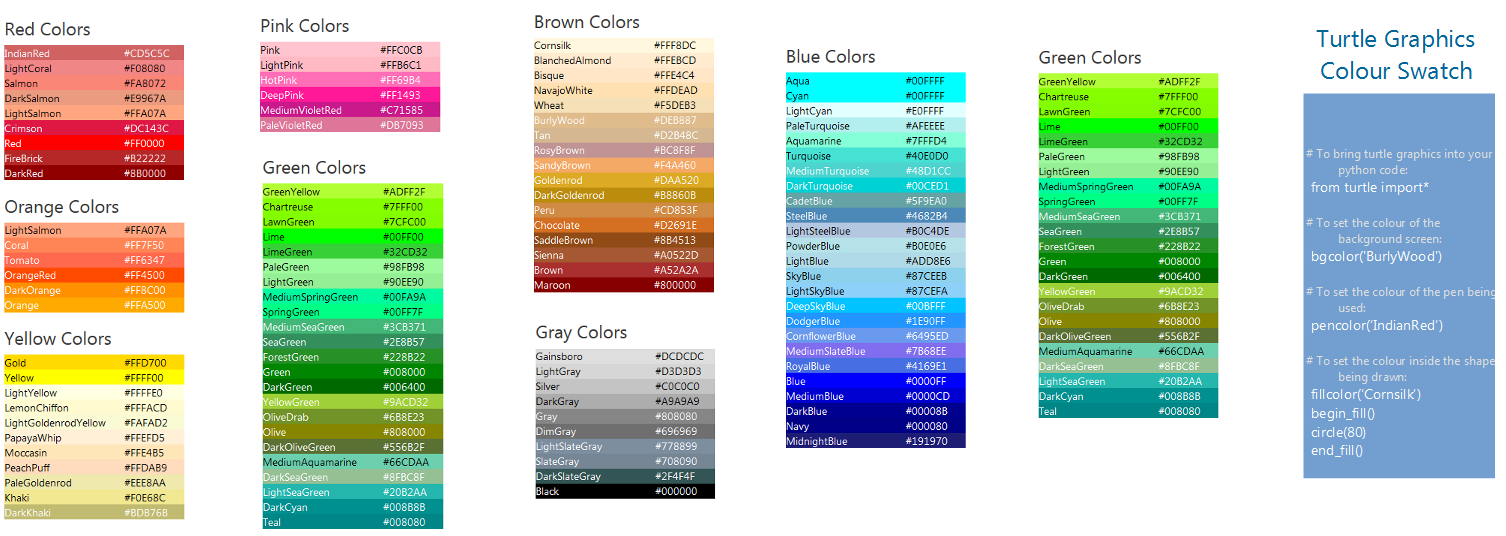 Red Colors
IndianRed #CD5C5C
LightCoral #F08080
Salmon #FA8072
DarkSalmon #E9967A
LightSalmon #FFA07A
Crimson #DC143C
Red #FF0000
FireBrick #B22222
DarkRed #8B0000
Orange Colors
LightSalmon #FFA07A
Coral #FF7F50
Tomato #FF6347
OrangeRed #FF4500
DarkOrange #FF8C00
Orange #FFA500
Yellow Colors
Gold #FFD700
Yellow #FFFF00
LightYellow #FFFFE0
LemonChiffon #FFFACD
LightGoldenrodYellow #FAFAD2
PapayaWhip #FFEFD5
Moccasin #FFE4B5
PeachPuff #FFDAB9
PaleGoldenrod #EEE8AA
Khaki #F0E68C
DarkKhaki #BDB76B
Pink Colors
Pink #FFC0CB
LightPink #FFB6C1
HotPink #FF69B4
DeepPink #FF1493
MediumVioletRed #C71585
PaleVioletRed #DB7093
Green Colors
GreenYellow #ADFF2F
Chartreuse #7FFF00
LawnGreen #7CFC00
Lime #00FF00
LimeGreen #32CD32
PaleGreen #98FB98
LightGreen #90EE90
MediumSpringGreen #00FA9A
SpringGreen #00FF7F
MediumSeaGreen #3CB371
SeaGreen #2E8B57
ForestGreen #228B22
Green #008000
DarkGreen #006400
YellowGreen #9ACD32
OliveDrab #6B8E23
Olive #808000
DarkOliveGreen #556B2F
MediumAquamarine #66CDAA
DarkSeaGreen #8FBC8F
LightSeaGreen #20B2AA
DarkCyan #008B8B
Teal #008080
Brown Colors
Cornsilk #FFF8DC
BlanchedAlmond #FFEBCD
Bisque #FFE4C4
NavajoWhite #FFDEAD
Wheat #F5DEB3
BurlyWood #DEB887
Tan #D2B48C
RosyBrown #BC8F8F
SandyBrown #F4A460
Goldenrod #DAA520
DarkGoldenrod #B8860B
Peru #CD853F
Chocolate #D2691E
SaddleBrown #8B4513
Sienna #A0522D
Brown #A52A2A
Maroon #800000
Gray Colors
Gainsboro #DCDCDC
LightGray #D3D3D3
Silver #C0C0C0
DarkGray #A9A9A9
Gray #808080
DimGray #696969
LightSlateGray #778899
SlateGray #708090
DarkSlateGray #2F4F4F
Black #000000
Blue Colors
Aqua #00FFFF
Cyan #00FFFF
LightCyan #E0FFFF
PaleTurquoise #AFEEEE
Aquamarine #7FFFD4
Turquoise #40E0D0
MediumTurquoise #48D1CC
DarkTurquoise #00CED1
CadetBlue #5F9EA0
SteelBlue #4682B4
LightSteelBlue #B0C4DE
PowderBlue #B0E0E6
LightBlue #ADD8E6
SkyBlue #87CEEB
LightSkyBlue #87CEFA
DeepSkyBlue #00BFFF
DodgerBlue #1E90FF
CornflowerBlue #6495ED
MediumSlateBlue #7B68EE
RoyalBlue #4169E1
Blue #0000FF
MediumBlue #0000CD
DarkBlue #00008B
Navy #000080
MidnightBlue #191970
Green Colors
GreenYellow #ADFF2F
Chartreuse #7FFF00
LawnGreen #7CFC00
Lime #00FF00
LimeGreen #32CD32
PaleGreen #98FB98
LightGreen #90EE90
MediumSpringGreen #00FA9A
SpringGreen #00FF7F
MediumSeaGreen #3CB371
SeaGreen #2E8B57
ForestGreen #228B22
Green #008000
DarkGreen #006400
YellowGreen #9ACD32
OliveDrab #6B8E23
Olive #808000
DarkOliveGreen #556B2F
MediumAquamarine #66CDAA
DarkSeaGreen #8FBC8F
LightSeaGreen #20B2AA
DarkCyan #008B8B
Teal #008080
Turtle Graphics
Colour Swatch
# To bring turtle graphics into your
python code:
from turtle import*
# To set the colour of the
background screen:
bgcolor('BurlyWood')
# To set the colour of the pen being
used:
pencolor('IndianRed')
# To set the colour inside the shape
being drawn:
fillcolor('Cornsilk')
begin_fill()
circle(80)
end_fill()